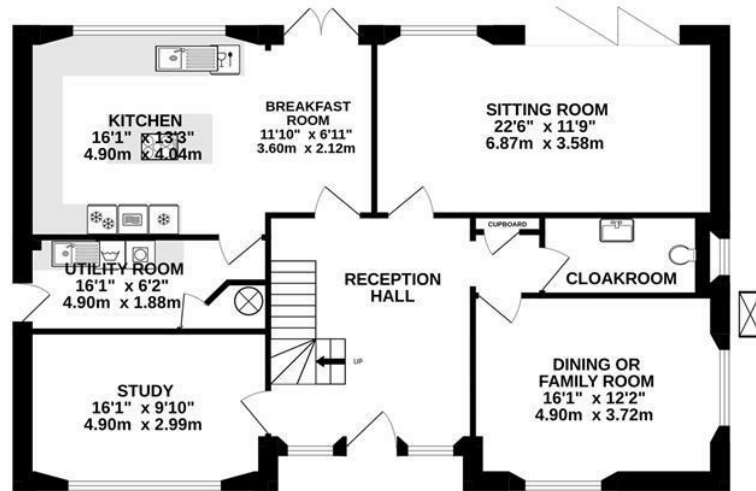 KITCHEN
16'1" x 13'3"
4.90m x 4.04m
BREAKFAST
ROOM
11'10" x 6'11"
3.60m x 2.12m
SITTING ROOM
22'6" x 11'9"
6.87m x 3.58m
CUPBOARD
UTILITY ROOM
16'1" x 6'2"
4.90m x 1.88m
RECEPTION
HALL
CLOAKROOM
UP
STUDY
16'1" x 9'10"
4.90m x 2.99m
DINING OR
FAMILY ROOM
16'1" x 12'2"
4.90m x 3.72m